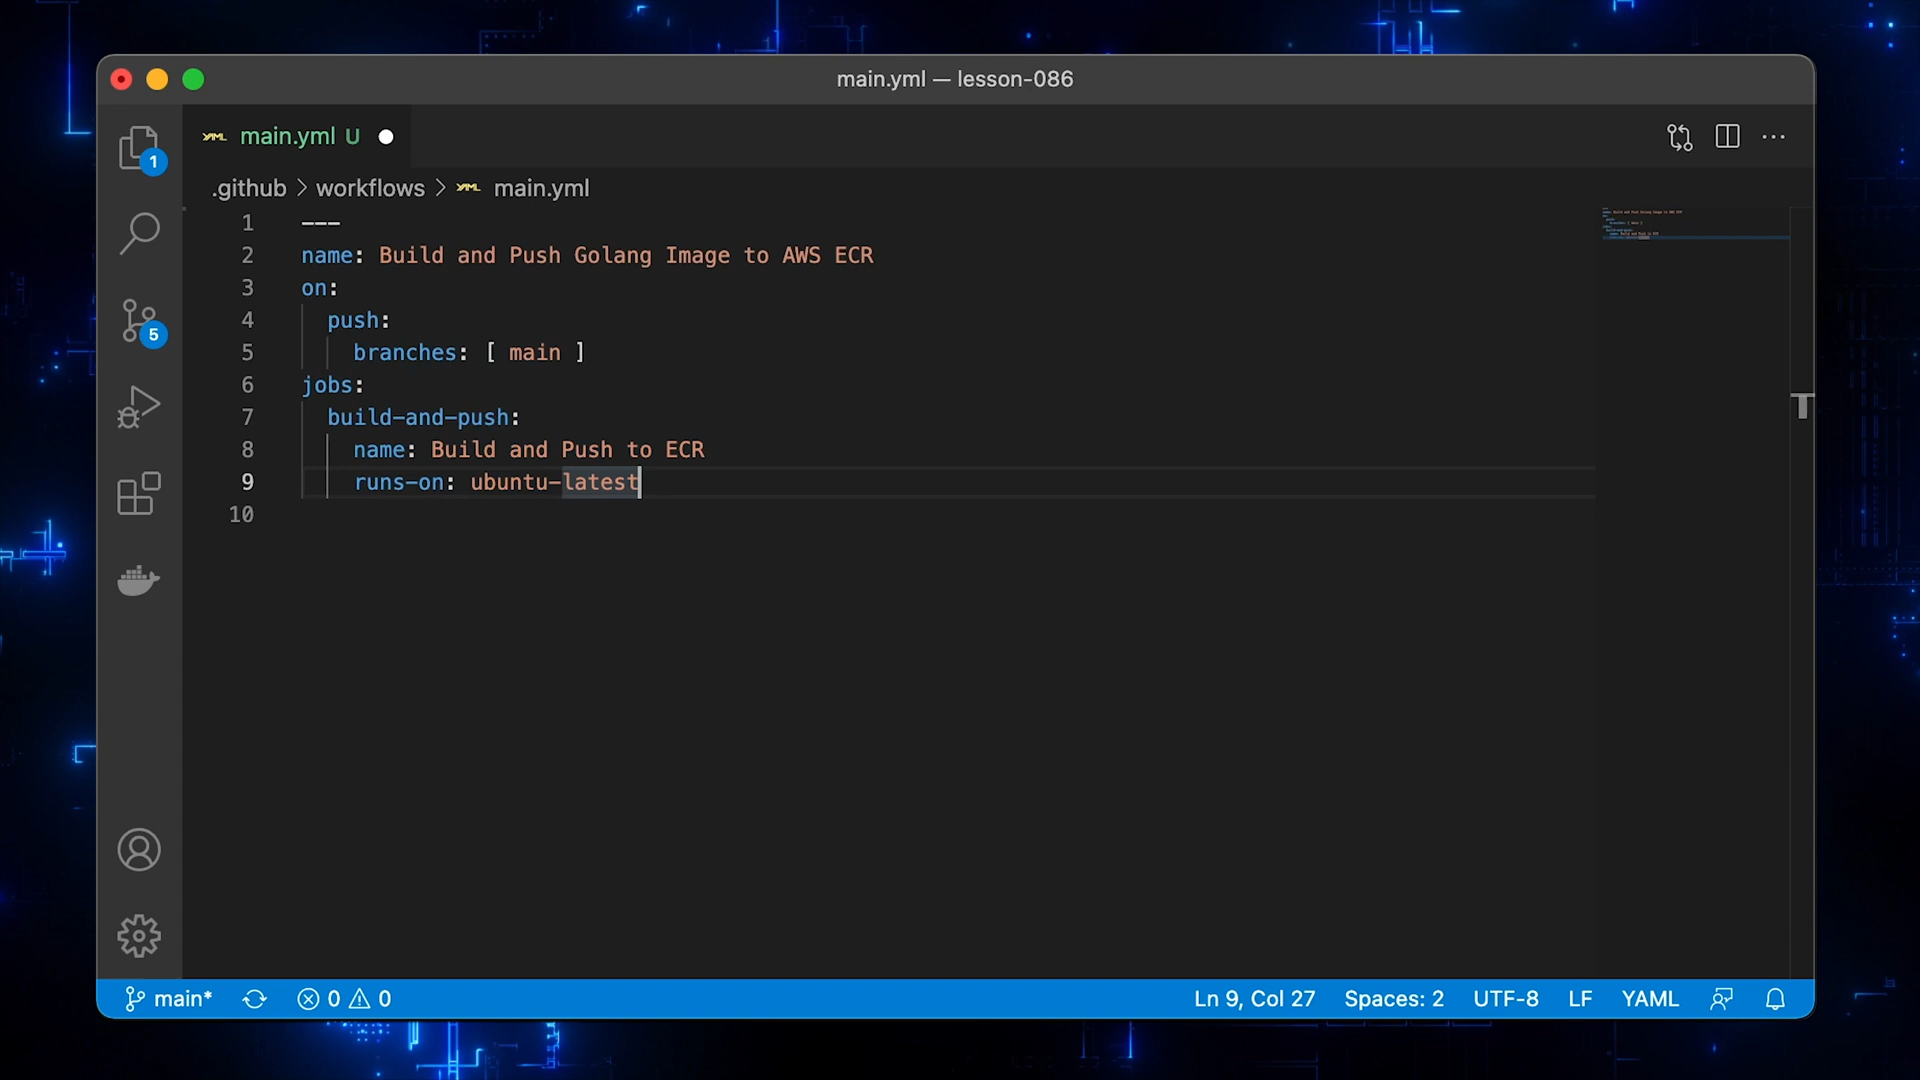 main.yml — lesson-086
YAML main.yml U
1
.github > workflows > YAML main.yml
1 ---
2 name: Build and Push Golang Image to AWS ECR
3 on:
4 push:
5 branches: [ main ]
6 jobs:
7 build-and-push:
8 name: Build and Push to ECR
9 runs-on: ubuntu-latest
10
5
main* 0 0 Ln 9, Col 27 Spaces: 2 UTF-8 LF YAML